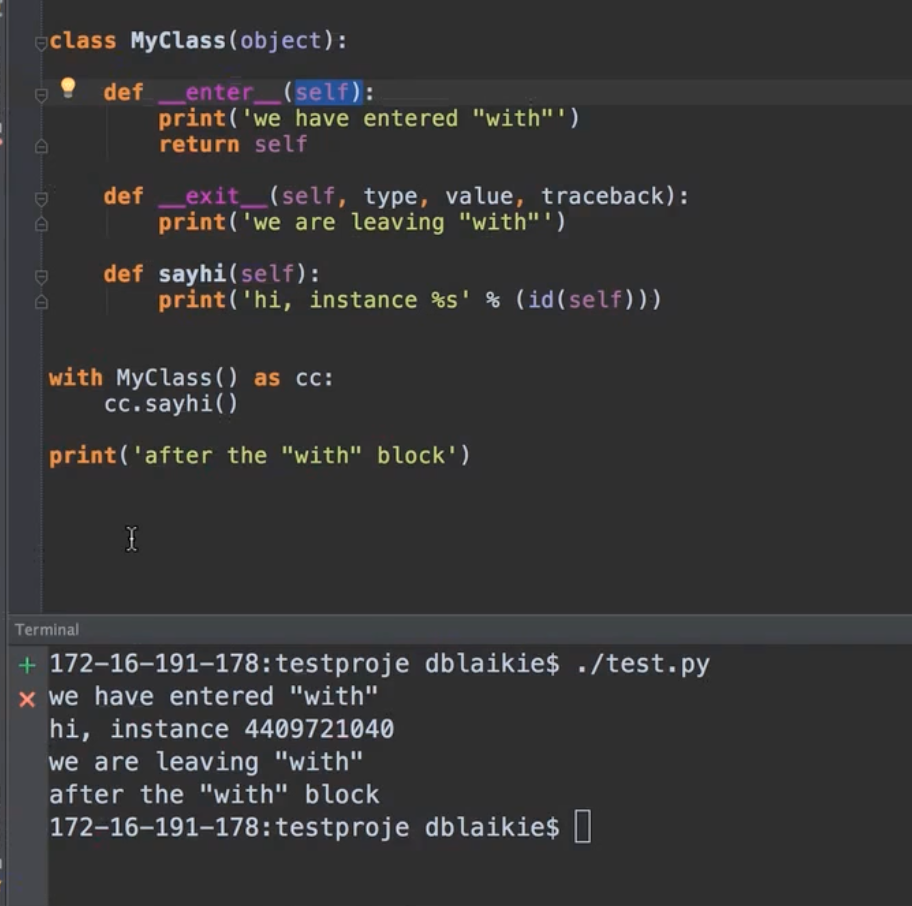 class MyClass(object):
    def __enter__(self):
        print('we have entered "with"')
        return self
    def __exit__(self, type, value, traceback):
        print('we are leaving "with"')
    def sayhi(self):
        print('hi, instance %s' % (id(self)))
with MyClass() as cc:
    cc.sayhi()
print('after the "with" block')
Terminal
172-16-191-178:testproje dblaikie$ ./test.py
we have entered "with"
hi, instance 4409721040
we are leaving "with"
after the "with" block
172-16-191-178:testproje dblaikie$